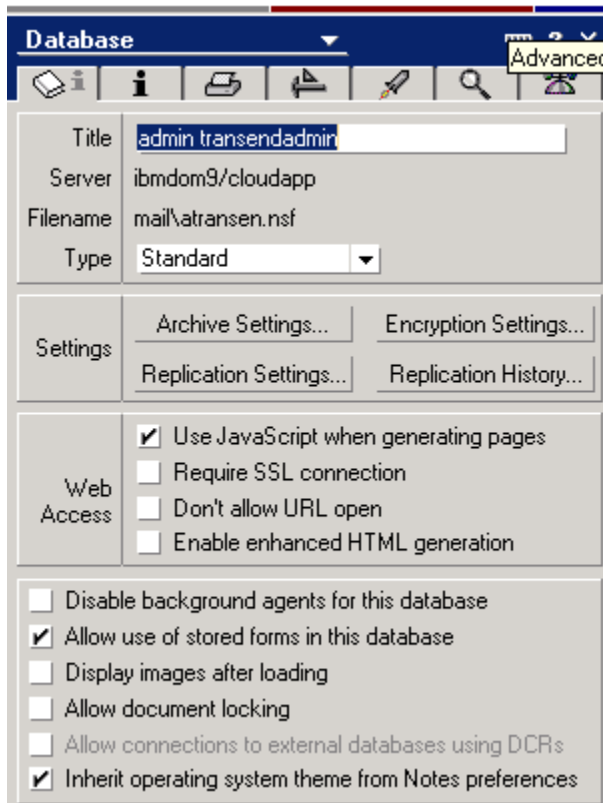 Database
?
Advanced
i
i
Title
admin transendadmin
Server
ibmdom9/cloudapp
Filename
mail\atransen.nsf
Type
Standard
Settings
Archive Settings...
Encryption Settings...
Replication Settings...
Replication History...
Web Access
Use JavaScript when generating pages
Require SSL connection
Don't allow URL open
Enable enhanced HTML generation
Disable background agents for this database
Allow use of stored forms in this database
Display images after loading
Allow document locking
Allow connections to external databases using DCRs
Inherit operating system theme from Notes preferences